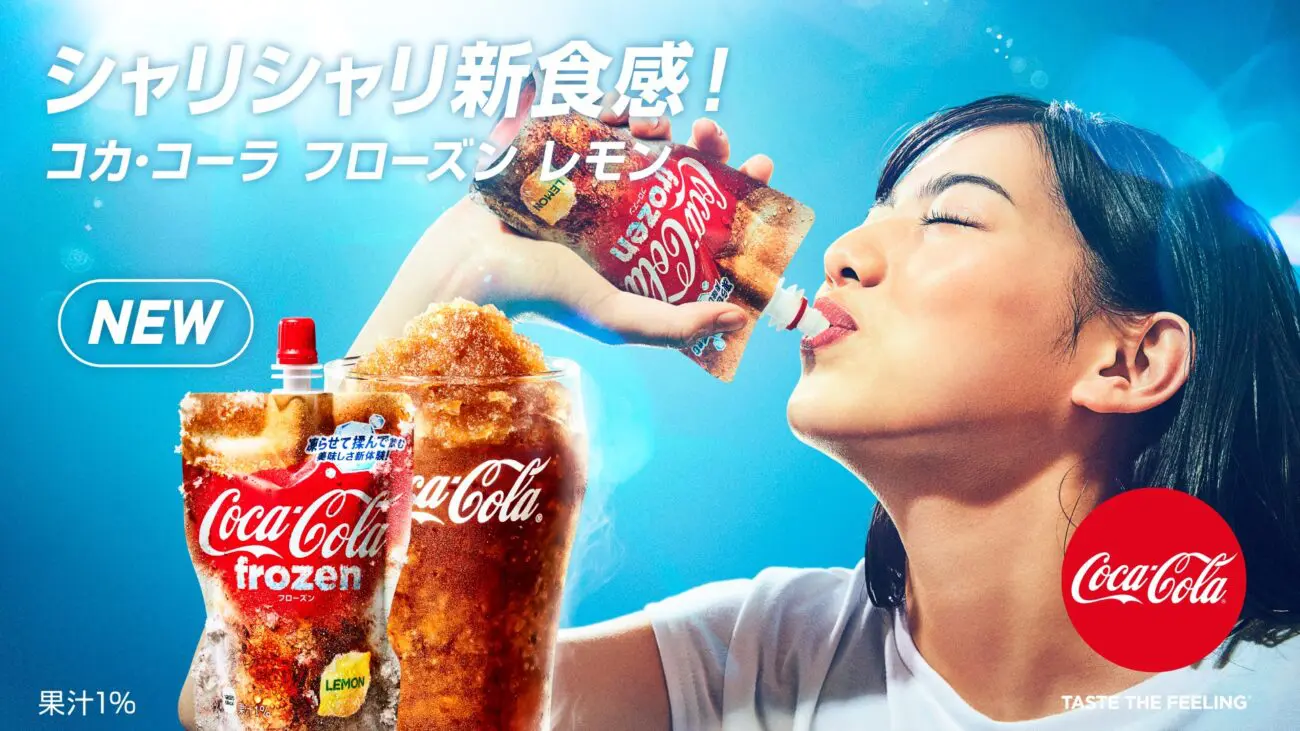 シャリシャリ新食感!
コカ・コーラ フローズン レモン
NEW
LEMON
Coca-Cola
frozen
凍らせて揉んで飲む
美味しさ新体験!
Coca-Cola
frozen
フローズン
LEMON
ca-Cola
Coca-Cola
果汁1%
TASTE THE FEELING